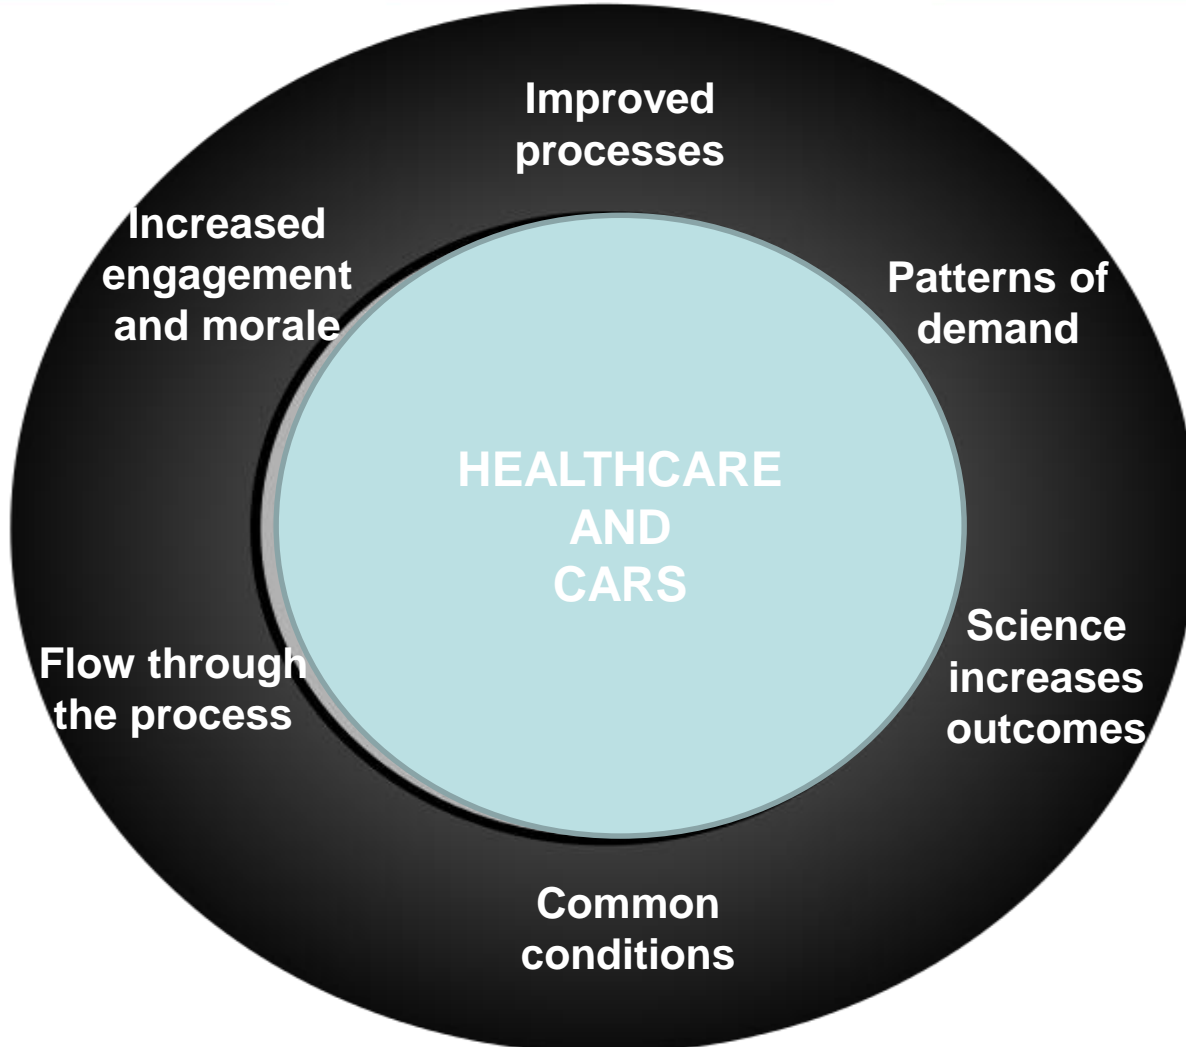 Improved
processes
Increased
engagement
and morale
Patterns of
demand
HEALTHCARE
AND
CARS
Science
increases
outcomes
Flow through
the process
Common
conditions